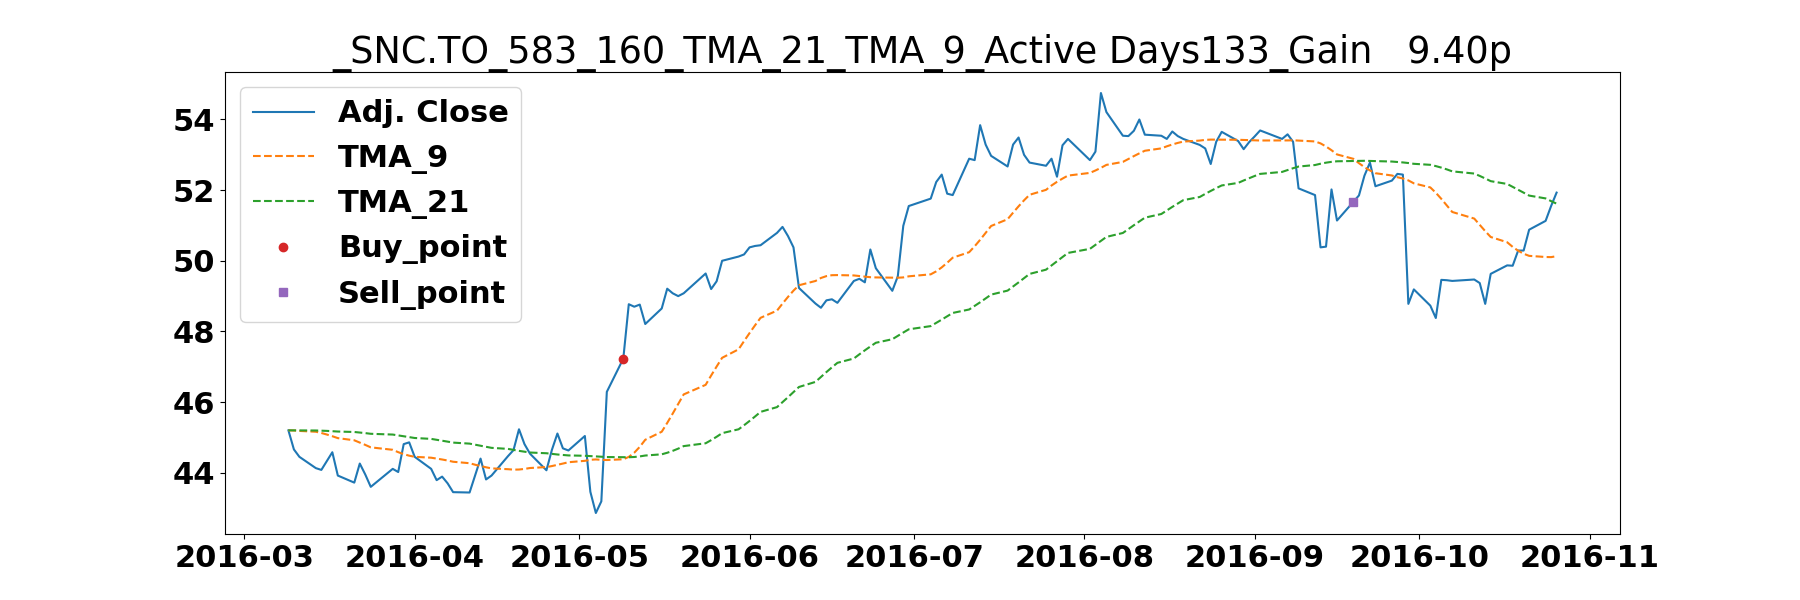 _SNC.TO_583_160_TMA_21_TMA_9_Active Days133_Gain   9.40p
Adj. Close
TMA_9
TMA_21
Buy_point
Sell_point
54
52
50
48
46
44
2016-03 2016-04 2016-05 2016-06 2016-07 2016-08 2016-09 2016-10 2016-11